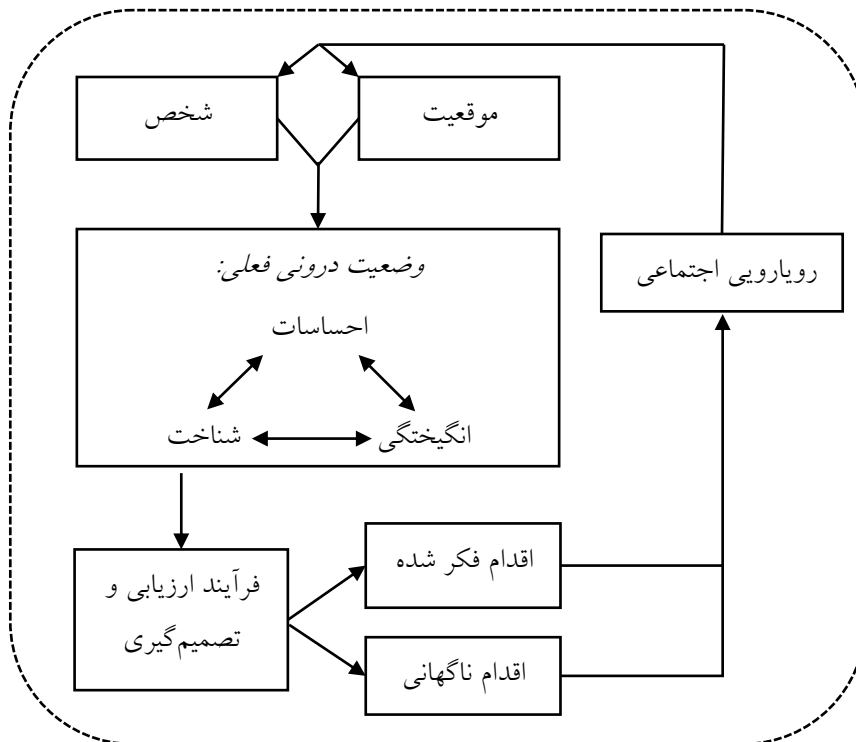 شخص
موقعیت
وضعیت درونی فعلی:
احساسات
رویارویی اجتماعی
انگیختگی
شناخت
اقدام فکر شده
فرآیند ارزیابی و
تصمیم‌گیری
اقدام ناگهانی